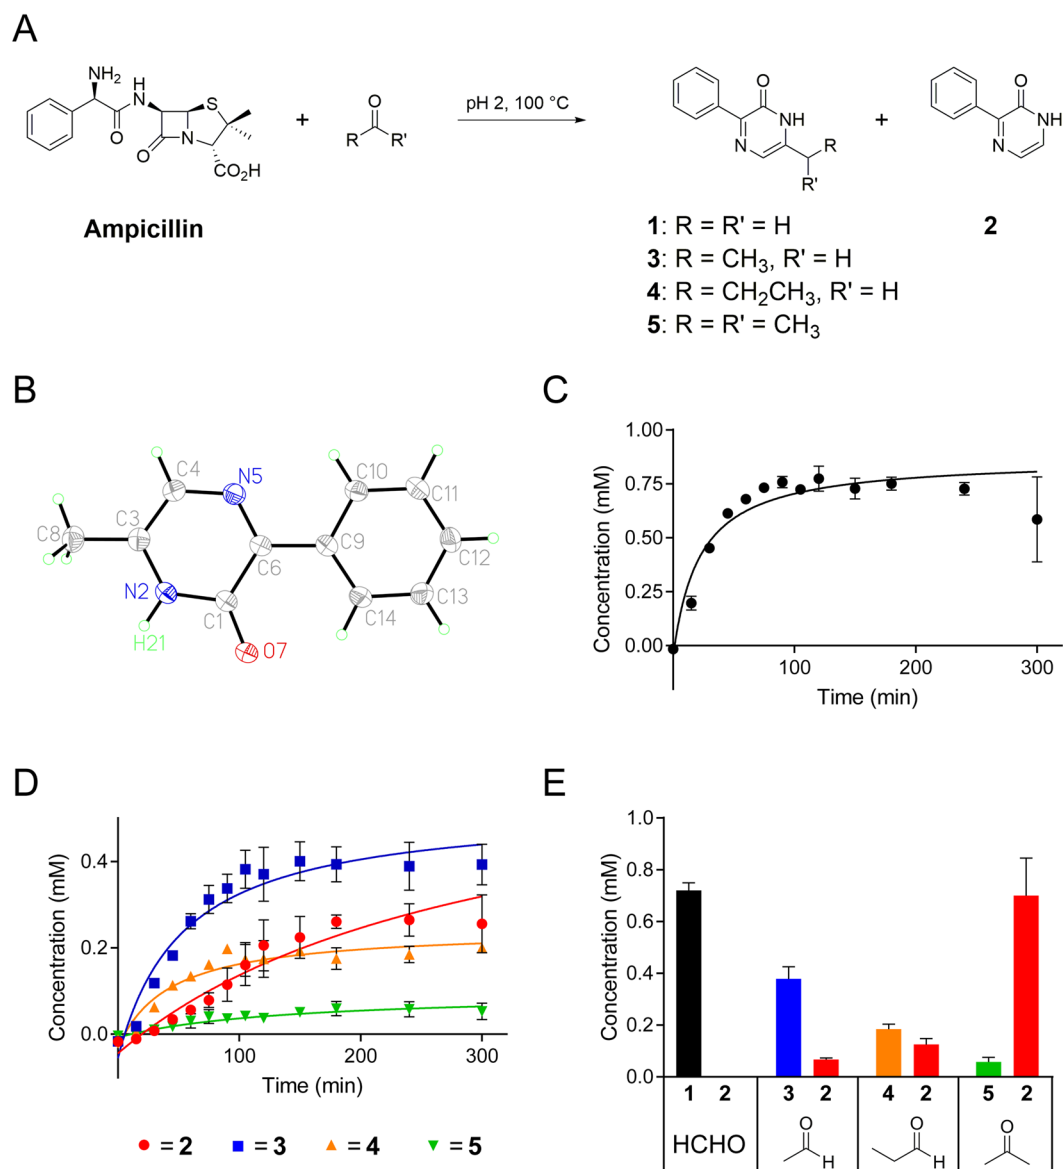 A
NH₂
H
N
S
O
N
O
CO₂H
Ampicillin
+
O
R
R'
pH 2, 100 °C
O
NH
N
R
R'
+
O
NH
N
1: R = R' = H
3: R = CH₃, R' = H
4: R = CH₂CH₃, R' = H
5: R = R' = CH₃
2
B
C4
N5
C10
C11
C8
C3
C6
C9
C12
N2
C1
C14
C13
H21
O7
C
Concentration (mM)
1.00
0.75
0.50
0.25
0.00
100
200
300
Time (min)
D
Concentration (mM)
0.4
0.2
0.0
100
200
300
Time (min)
= 2
= 3
= 4
= 5
E
Concentration (mM)
1.0
0.8
0.6
0.4
0.2
0.0
1 2 3 2 4 2 5 2
HCHO
O
H
O
H
O